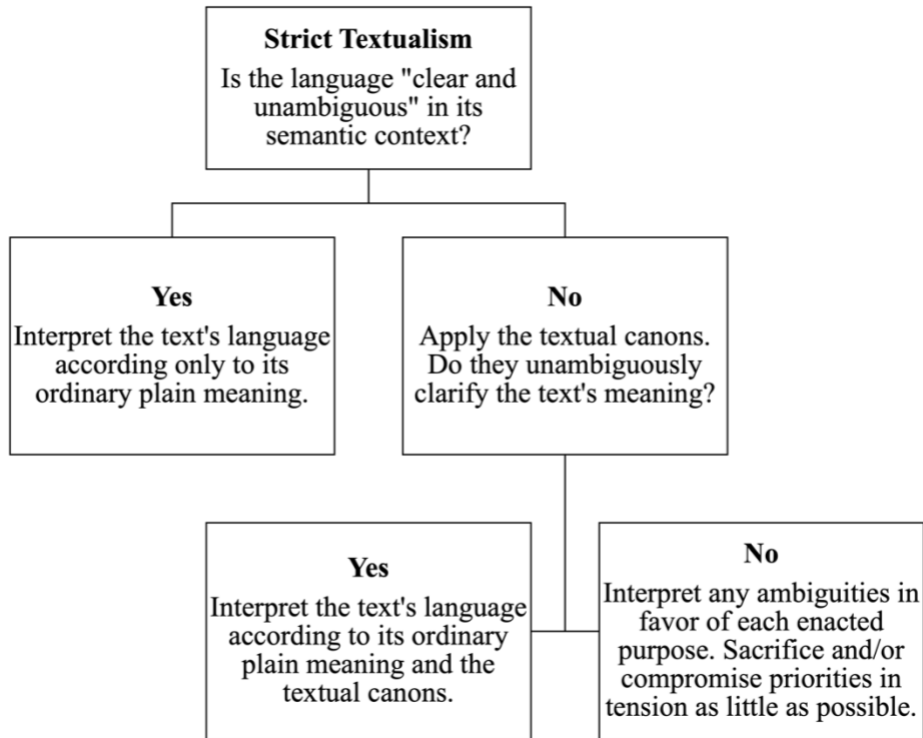 Strict Textualism
Is the language "clear and
unambiguous" in its
semantic context?
Yes
Interpret the text's language
according only to its
ordinary plain meaning.
No
Apply the textual canons.
Do they unambiguously
clarify the text's meaning?
Yes
Interpret the text's language
according to its ordinary
plain meaning and the
textual canons.
No
Interpret any ambiguities in
favor of each enacted
purpose. Sacrifice and/or
compromise priorities in
tension as little as possible.